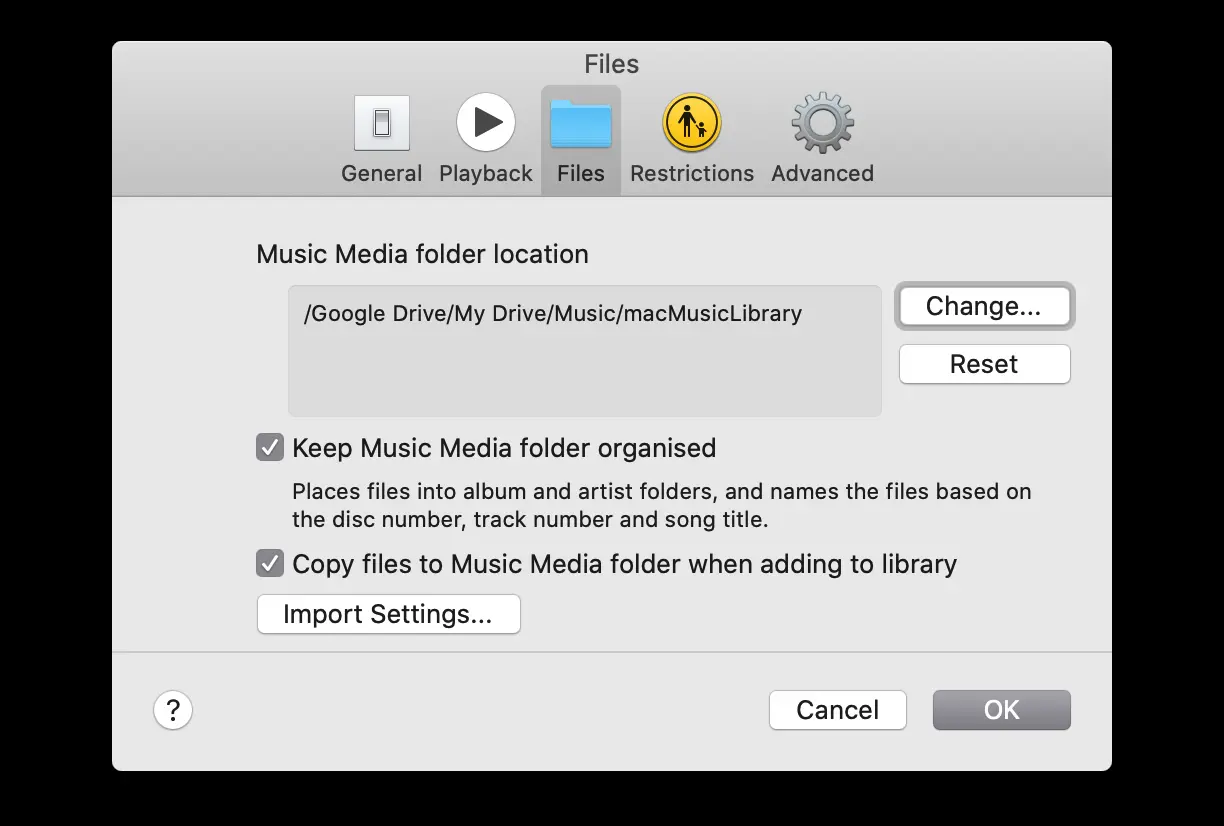 Files
General
Playback
Files
Restrictions
Advanced
Music Media folder location
/Google Drive/My Drive/Music/macMusicLibrary
Change...
Reset
Keep Music Media folder organised
Places files into album and artist folders, and names the files based on
the disc number, track number and song title.
Copy files to Music Media folder when adding to library
Import Settings...
?
Cancel
OK